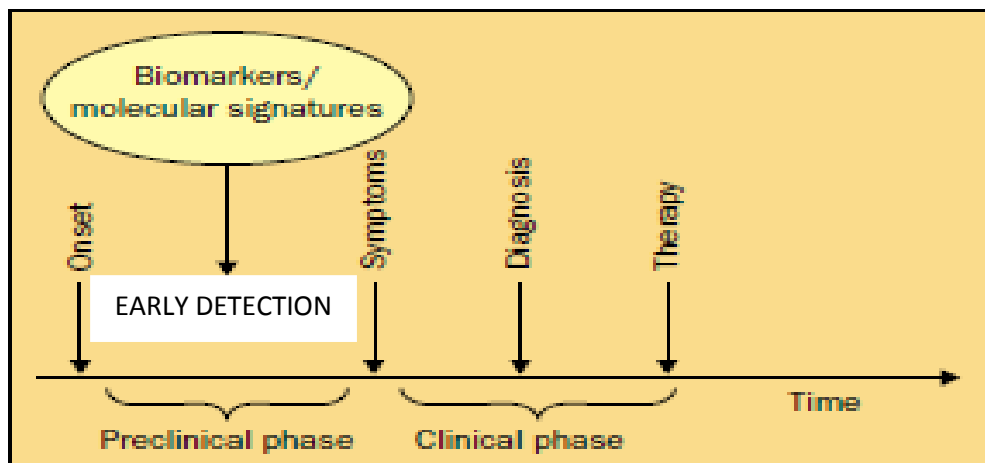 Biomarkers/
molecular signatures
Onset
Symptoms
Diagnosis
Therapy
EARLY DETECTION
Time
Preclinical phase
Clinical phase